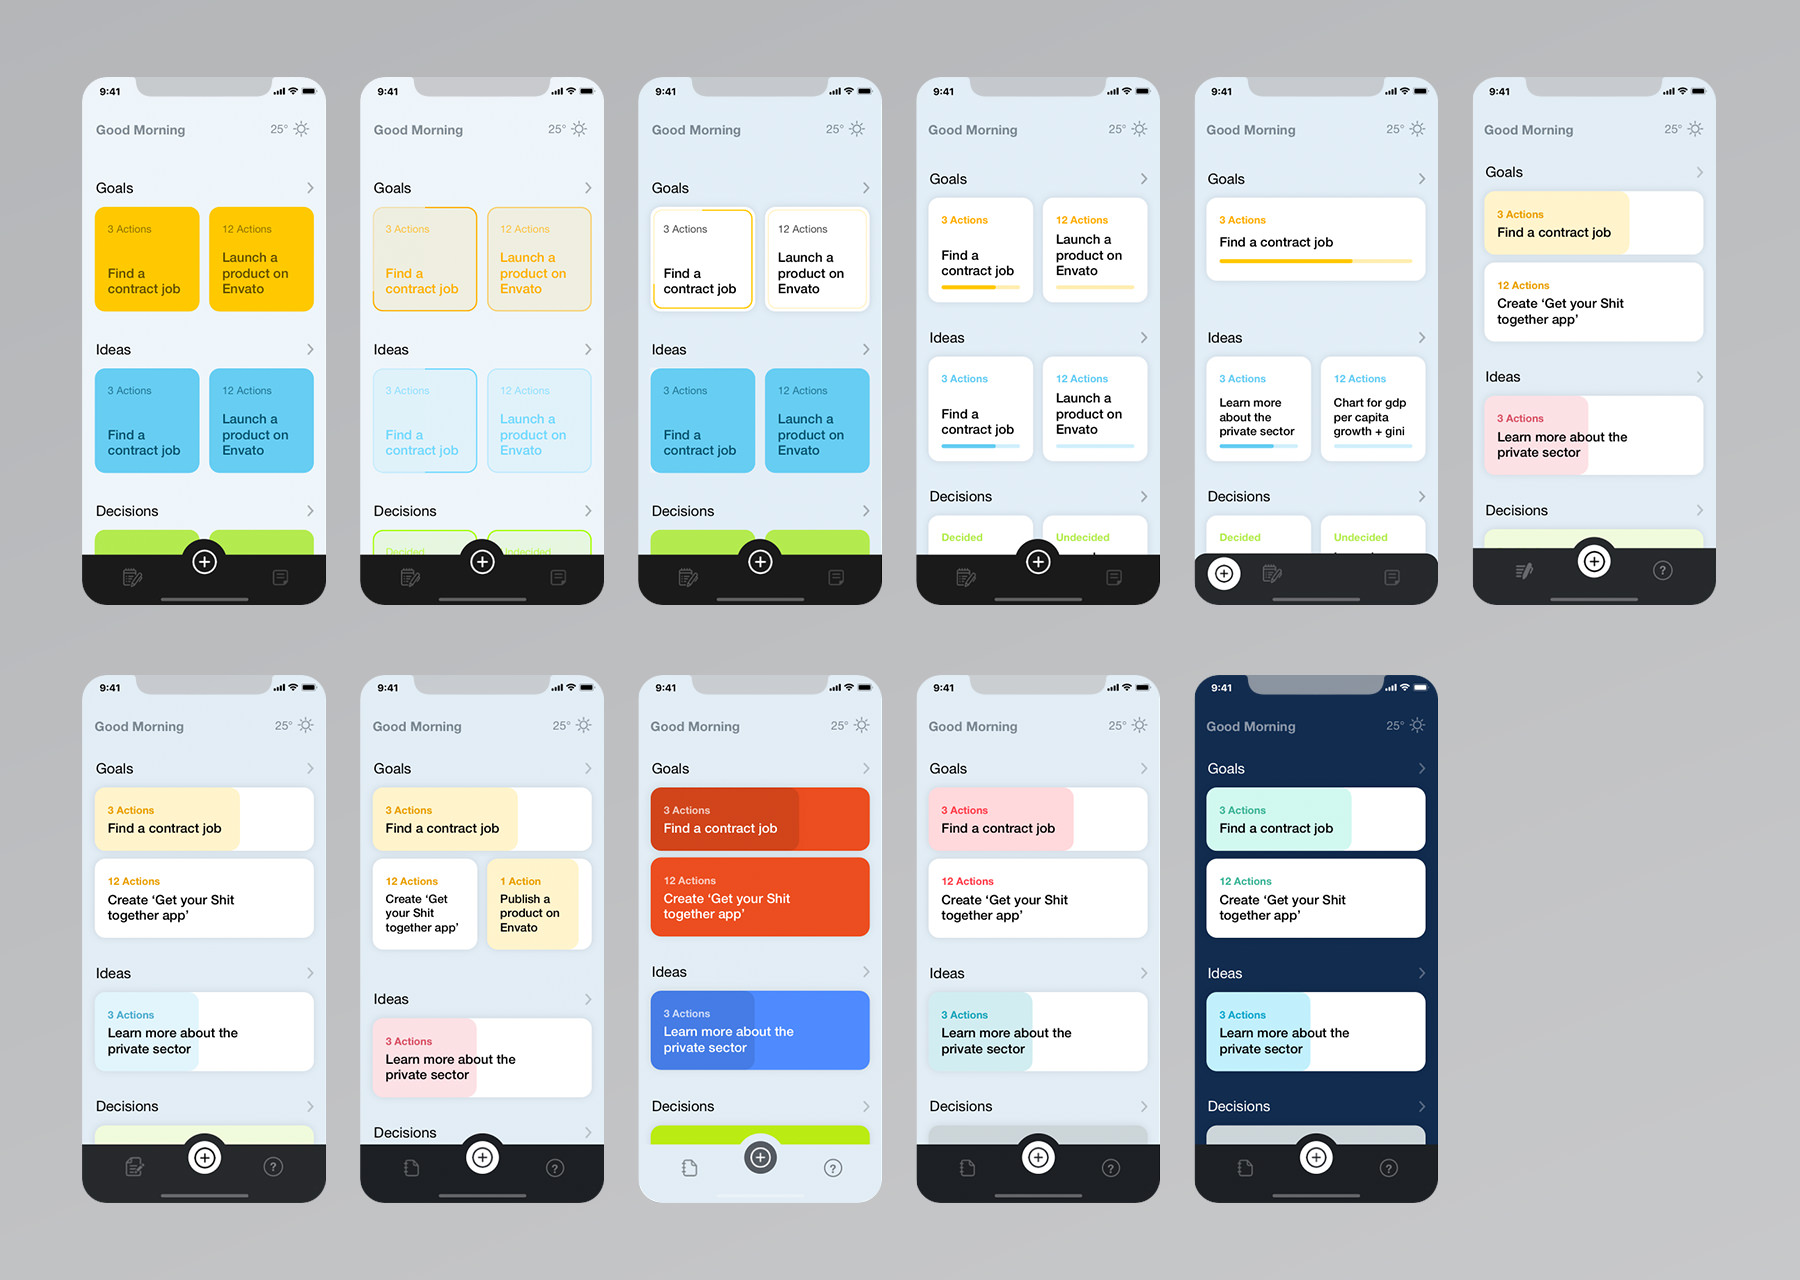 9:41
Good Morning 25°
Goals
3 Actions
Find a
contract job
12 Actions
Launch a
product on
Envato
Ideas
3 Actions
Find a
contract job
12 Actions
Launch a
product on
Envato
Decisions
9:41
Good Morning 25°
Goals
3 Actions
Find a
contract job
12 Actions
Launch a
product on
Envato
Ideas
3 Actions
Find a
contract job
12 Actions
Launch a
product on
Envato
Decisions
Decided
Undecided
9:41
Good Morning 25°
Goals
3 Actions
Find a
contract job
12 Actions
Launch a
product on
Envato
Ideas
3 Actions
Find a
contract job
12 Actions
Launch a
product on
Envato
Decisions
9:41
Good Morning 25°
Goals
3 Actions
Find a
contract job
12 Actions
Launch a
product on
Envato
Ideas
3 Actions
Find a
contract job
12 Actions
Launch a
product on
Envato
Decisions
Decided
Undecided
9:41
Good Morning 25°
Goals
3 Actions
Find a contract job
Ideas
3 Actions
Learn more
about the
private sector
12 Actions
Chart for gdp
per capita
growth + gini
Decisions
Decided
Undecided
9:41
Good Morning 25°
Goals
3 Actions
Find a contract job
12 Actions
Create ‘Get your Shit
together app’
Ideas
3 Actions
Learn more about the
private sector
Decisions
?
9:41
Good Morning 25°
Goals
3 Actions
Find a contract job
12 Actions
Create ‘Get your Shit
together app’
Ideas
3 Actions
Learn more about the
private sector
Decisions
?
9:41
Good Morning 25°
Goals
3 Actions
Find a contract job
12 Actions
Create ‘Get
your Shit
together app’
1 Action
Publish a
product on
Envato
Ideas
3 Actions
Learn more about the
private sector
Decisions
?
9:41
Good Morning 25°
Goals
3 Actions
Find a contract job
12 Actions
Create ‘Get your Shit
together app’
Ideas
3 Actions
Learn more about the
private sector
Decisions
?
9:41
Good Morning 25°
Goals
3 Actions
Find a contract job
12 Actions
Create ‘Get your Shit
together app’
Ideas
3 Actions
Learn more about the
private sector
Decisions
?
9:41
Good Morning 25°
Goals
3 Actions
Find a contract job
12 Actions
Create ‘Get your Shit
together app’
Ideas
3 Actions
Learn more about the
private sector
Decisions
?